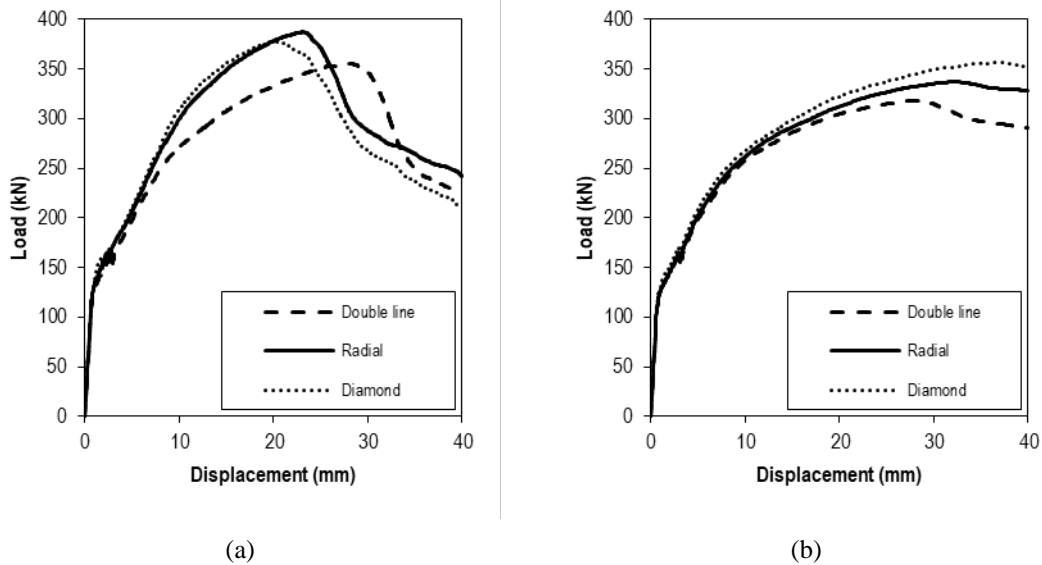 400
350
300
250
200
150
100
50
0
Load (kN)
Double line
Radial
Diamond
0 10 20 30 40
Displacement (mm)
(a)
400
350
300
250
200
150
100
50
0
Load (kN)
Double line
Radial
Diamond
0 10 20 30 40
Displacement (mm)
(b)